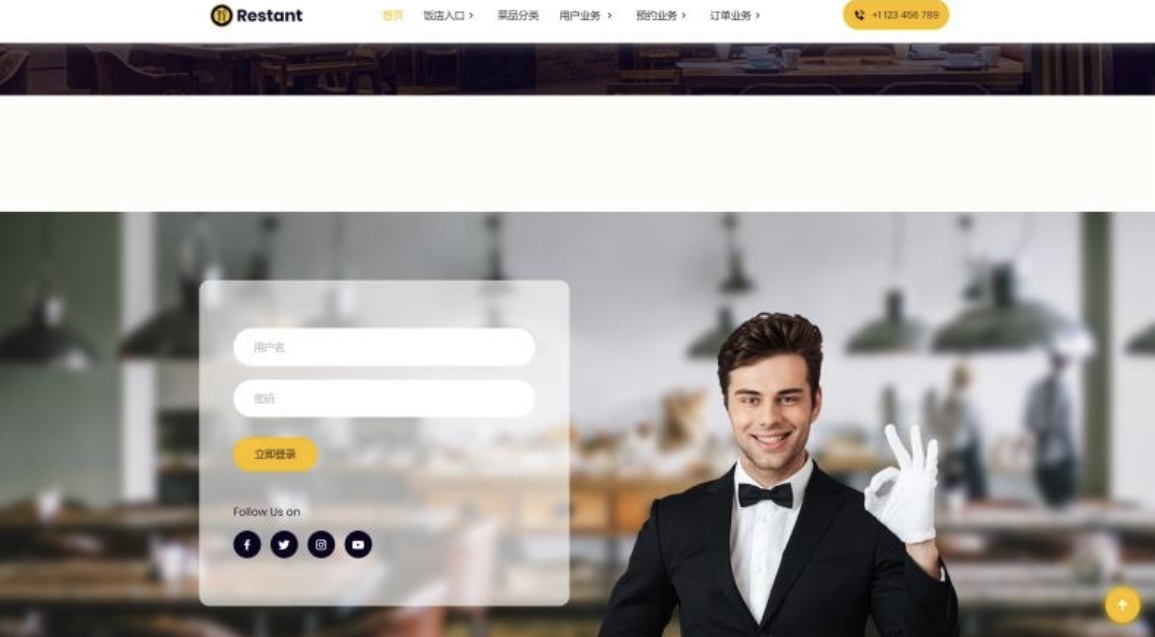 Restant
首页
饭店入口
菜品分类
用户业务
预约业务
订单业务
+1 123 456 789
用户名
密码
立即登录
Follow Us on